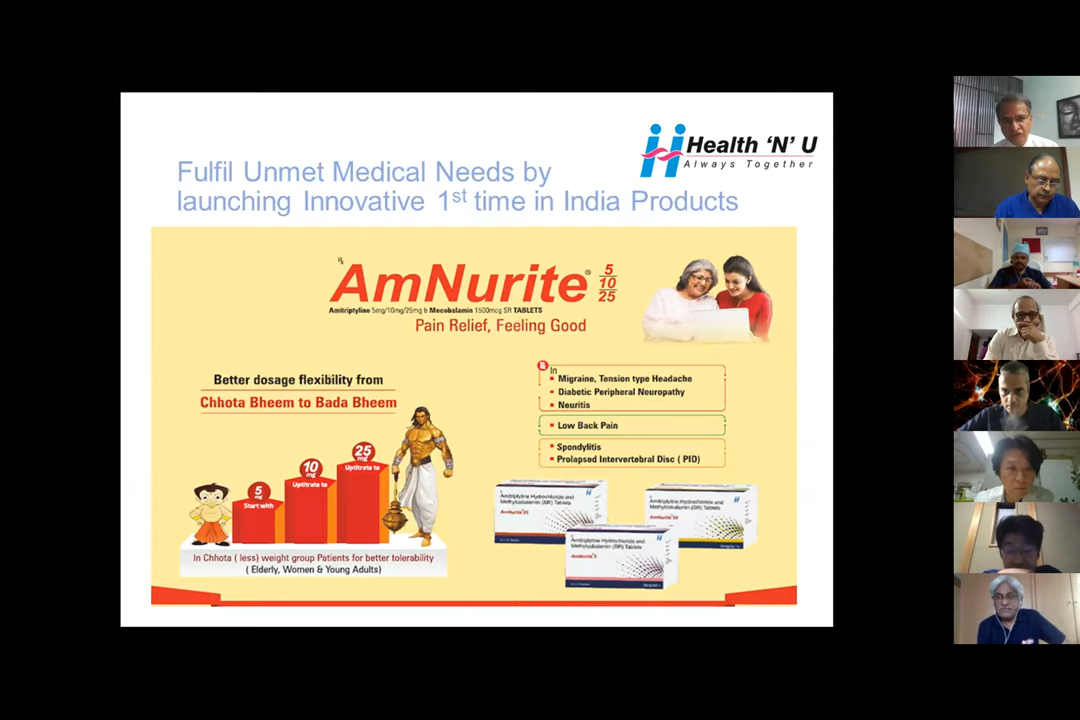 Health 'N' U
Always Together
Fulfil Unmet Medical Needs by
launching Innovative 1st time in India Products
Rx
AmNurite® 5 10 25
Amitriptyline 5mg/10mg/25mg & Mecobalamin 1500mcg SR TABLETS
Pain Relief, Feeling Good
Better dosage flexibility from
Chhota Bheem to Bada Bheem
5 mg
Start with
10 mg
Uptitrate to
25 mg
Uptitrate to
In Chhota ( less) weight group Patients for better tolerability
( Elderly, Women & Young Adults)
R In
▪ Migraine, Tension type Headache
▪ Diabetic Peripheral Neuropathy
▪ Neuritis
▪ Low Back Pain
▪ Spondylitis
▪ Prolapsed Intervertobral Disc ( PID)
Amitriptyline Hydrochloride and
Methylcobalamin (SR) Tablets
AmNurite
Amitriptyline Hydrochloride and
Methylcobalamin (SR) Tablets
AmNurite
Amitriptyline Hydrochloride and
Methylcobalamin (SR) Tablets
AmNurite